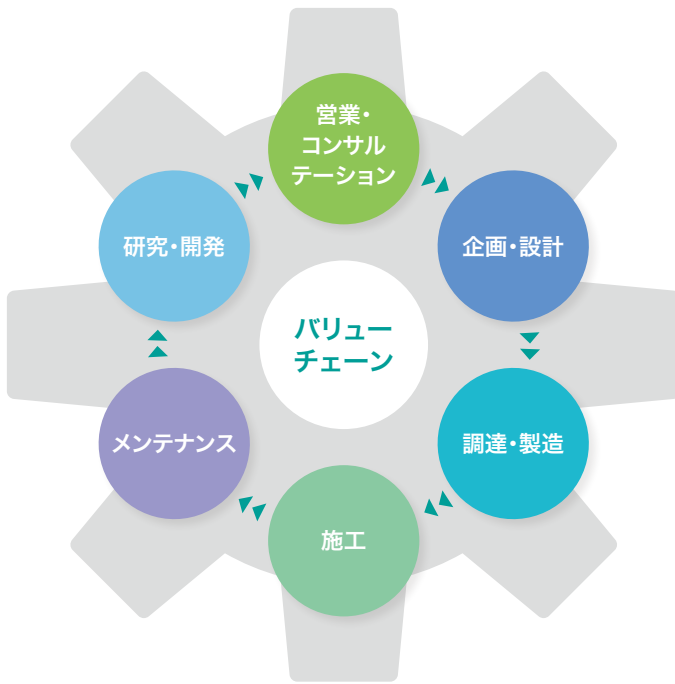 営業・
コンサル
テーション
企画・設計
調達・製造
施工
メンテナンス
研究・開発
バリュー
チェーン